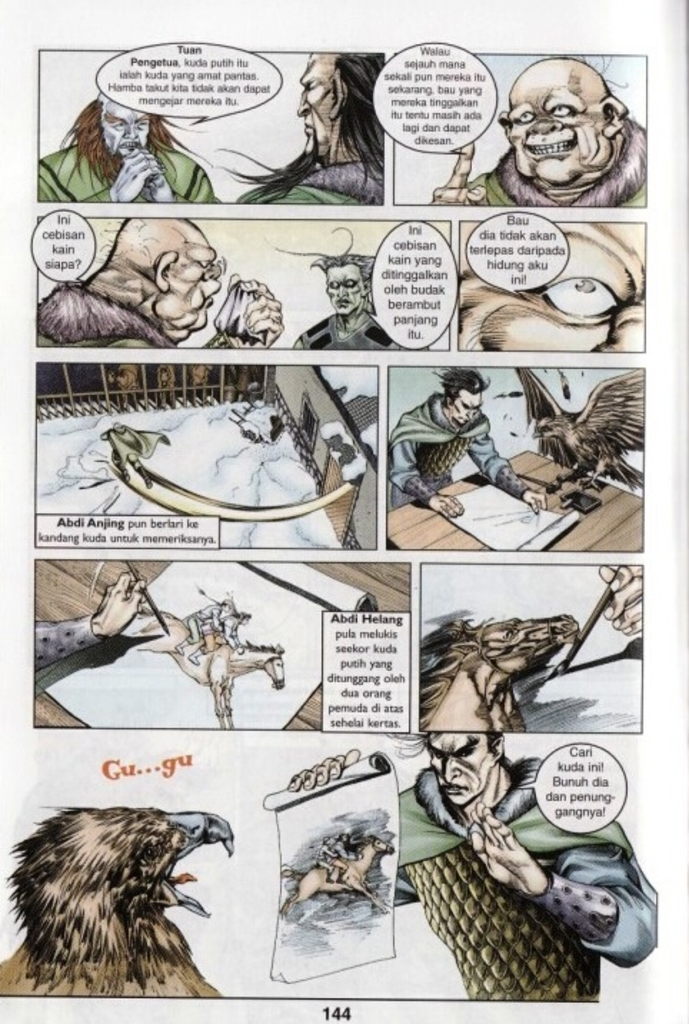 Tuan
Pengetua, kuda putih itu
ialah kuda yang amat pantas.
Hamba takut kita tidak akan dapat
mengejar mereka itu.
Walau
sejauh mana
sekali pun mereka itu
sekarang, bau yang
mereka tinggalkan
itu tentu masih ada
lagi dan dapat
dikesan.
Ini
cebisan
kain
siapa?
Ini
cebisan
kain yang
ditinggalkan
oleh budak
berambut
panjang
itu.
Bau
dia tidak akan
terlepas daripada
hidung aku
ini!
Abdi Anjing pun berlari ke
kandang kuda untuk memeriksanya.
Abdi Helang
pula melukis
seekor kuda
putih yang
ditunggang oleh
dua orang
pemuda di atas
sehelai kertas.
Gu...gu
Cari
kuda ini!
Bunuh dia
dan penung-
gangnya!
144